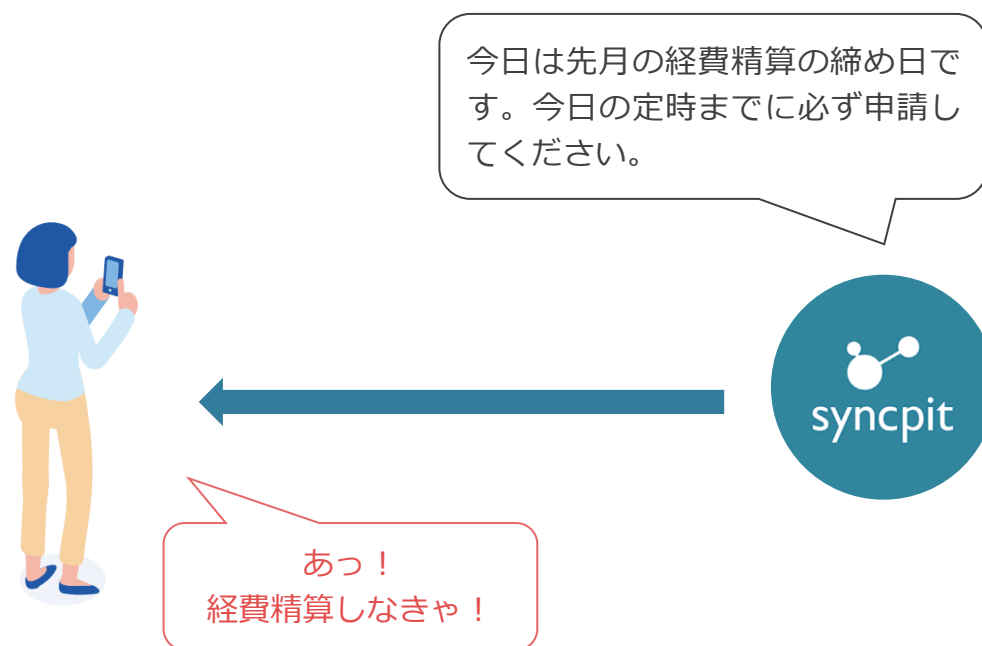 今日は先月の経費精算の締め日で
す。今日の定時までに必ず申請し
てください。
syncpit
あっ！
経費精算しなきゃ！